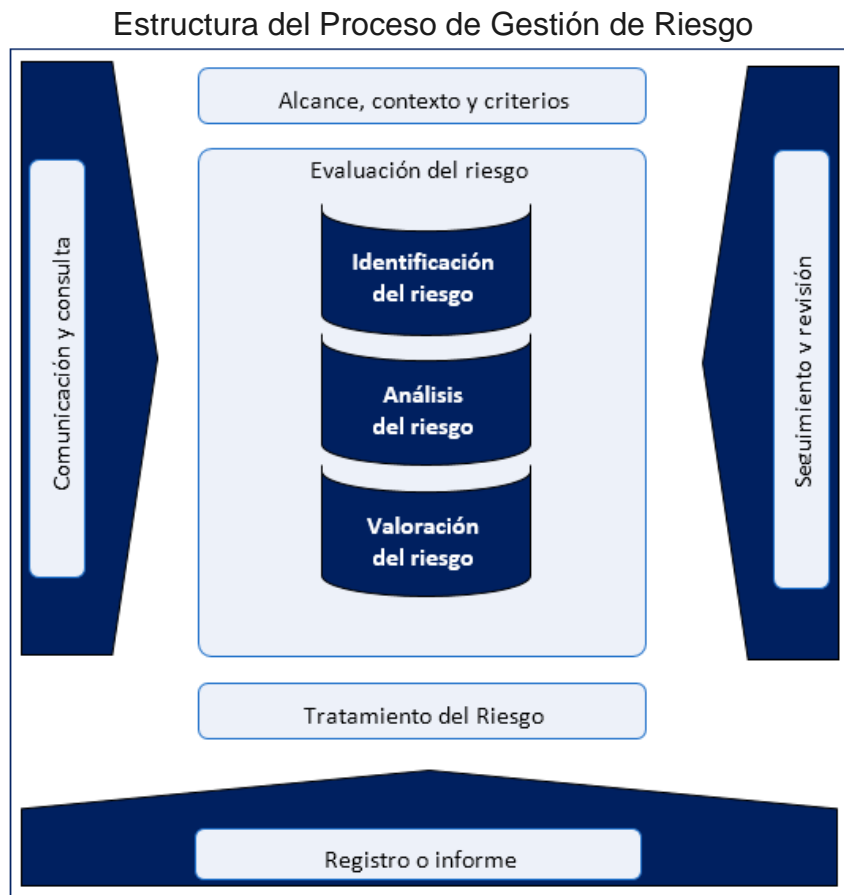 Estructura del Proceso de Gestión de Riesgo
Alcance, contexto y criterios
Evaluación del riesgo
Identificación
del riesgo
Análisis
del riesgo
Valoración
del riesgo
Comunicación y consulta
Seguimiento y revisión
Tratamiento del Riesgo
Registro o informe